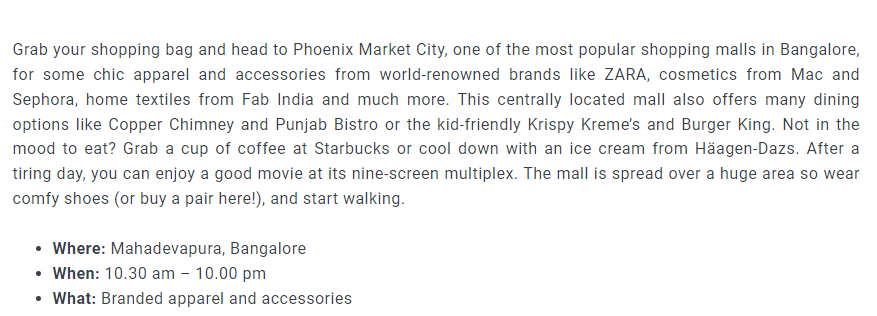 Grab your shopping bag and head to Phoenix Market City, one of the most popular shopping malls in Bangalore,
for some chic apparel and accessories from world-renowned brands like ZARA, cosmetics from Mac and
Sephora, home textiles from Fab India and much more. This centrally located mall also offers many dining
options like Copper Chimney and Punjab Bistro or the kid-friendly Krispy Kreme’s and Burger King. Not in the
mood to eat? Grab a cup of coffee at Starbucks or cool down with an ice cream from Häagen-Dazs. After a
tiring day, you can enjoy a good movie at its nine-screen multiplex. The mall is spread over a huge area so wear
comfy shoes (or buy a pair here!), and start walking.
• Where: Mahadevapura, Bangalore
• When: 10.30 am – 10.00 pm
• What: Branded apparel and accessories